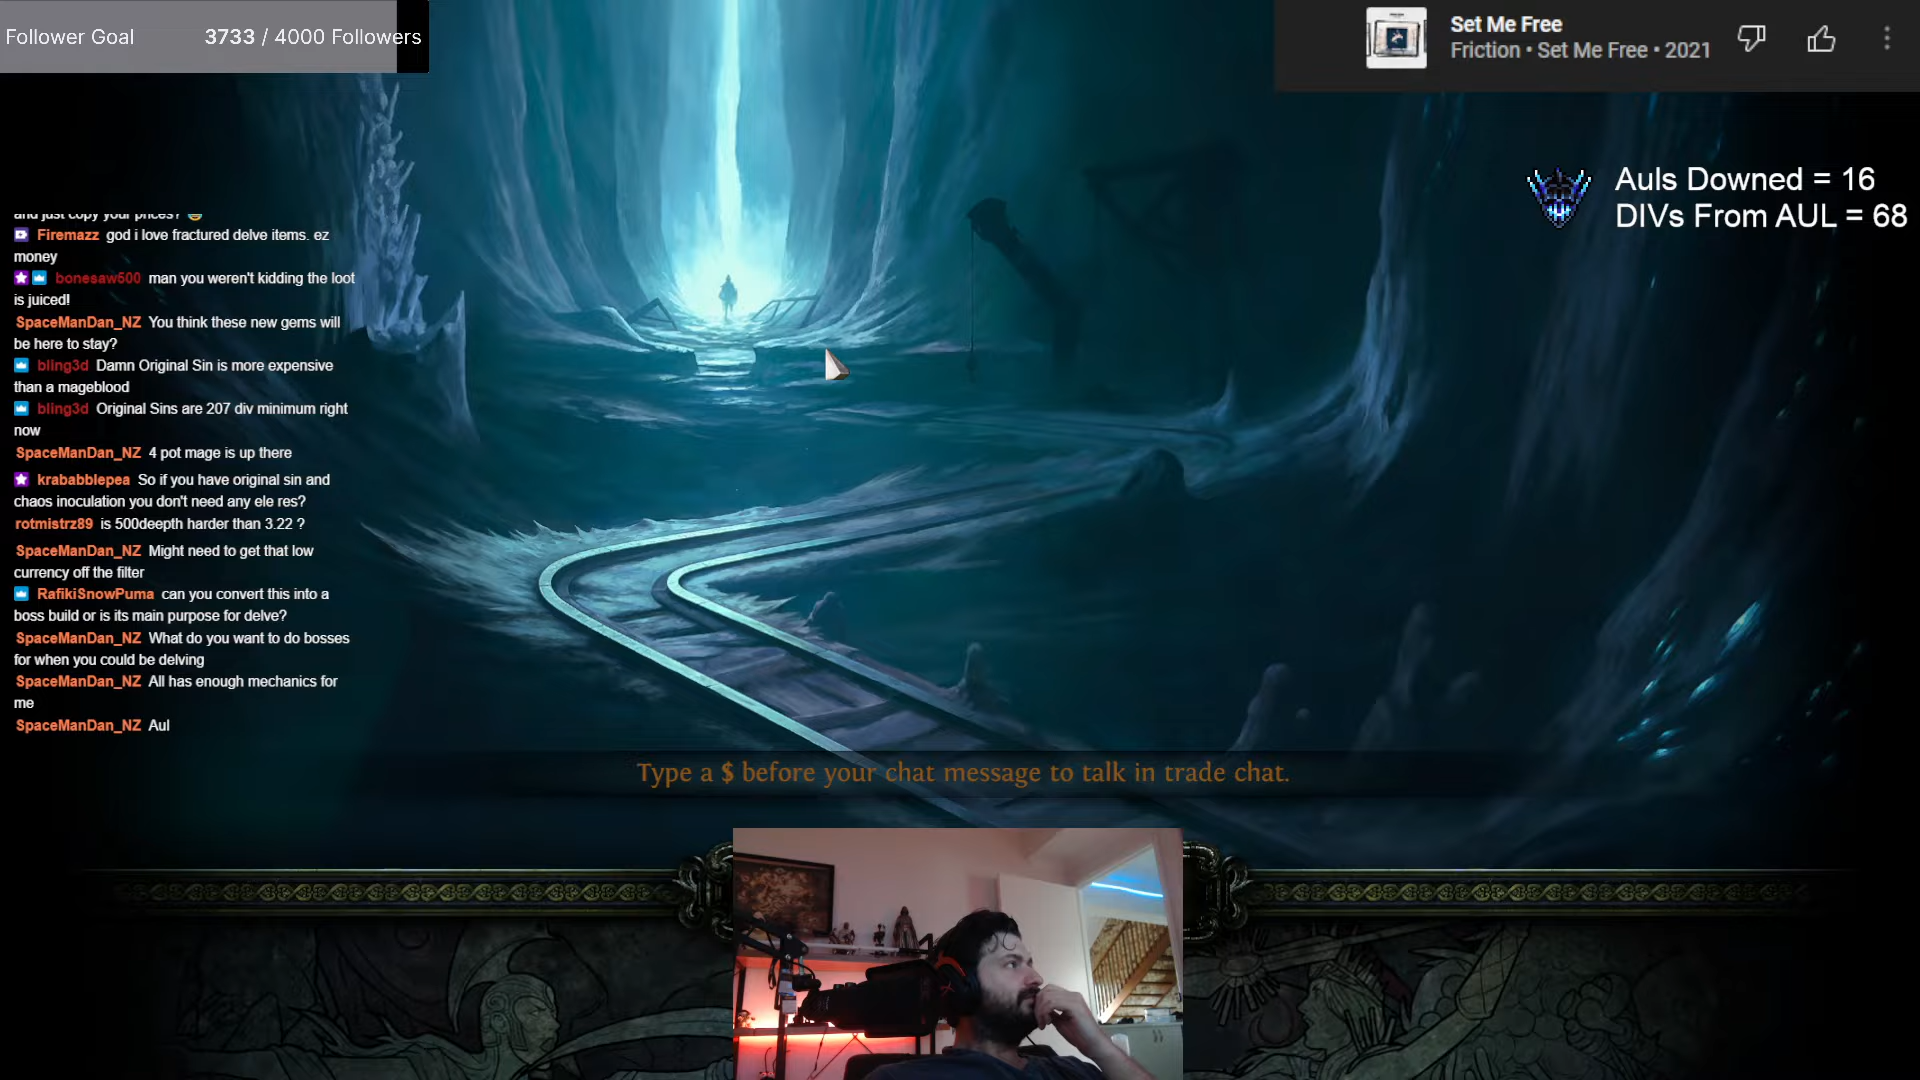 Follower Goal 3733 / 4000 Followers
Set Me Free
Friction • Set Me Free • 2021
Auls Downed = 16
DIVs From AUL = 68
and just copy your prices?
Firemazz god i love fractured delve items. ez
money
bonesaw500 man you weren't kidding the loot
is juiced!
SpaceManDan_NZ You think these new gems will
be here to stay?
bling3d Damn Original Sin is more expensive
than a mageblood
bling3d Original Sins are 207 div minimum right
now
SpaceManDan_NZ 4 pot mage is up there
krababblepea So if you have original sin and
chaos inoculation you don't need any ele res?
rotmistrz89 is 500deepth harder than 3.22 ?
SpaceManDan_NZ Might need to get that low
currency off the filter
RafikiSnowPuma can you convert this into a
boss build or is its main purpose for delve?
SpaceManDan_NZ What do you want to do bosses
for when you could be delving
SpaceManDan_NZ All has enough mechanics for
me
SpaceManDan_NZ Aul
Type a $ before your chat message to talk in trade chat.